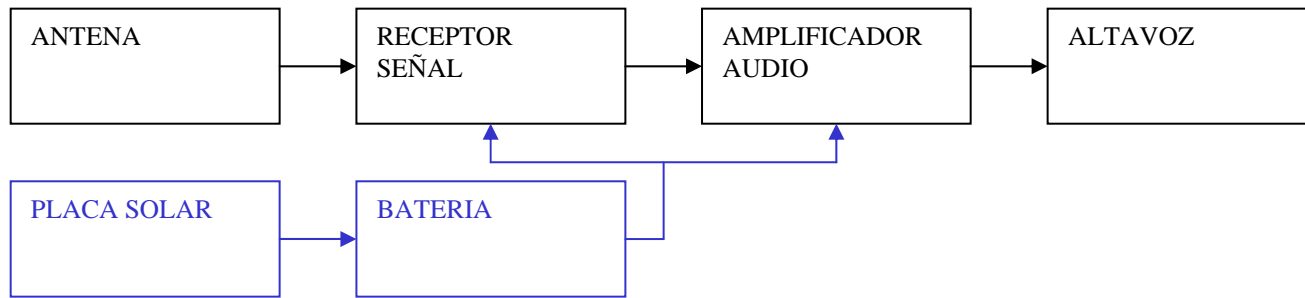 ANTENA
RECEPTOR
SEÑAL
AMPLIFICADOR
AUDIO
ALTAVOZ
PLACA SOLAR
BATERIA